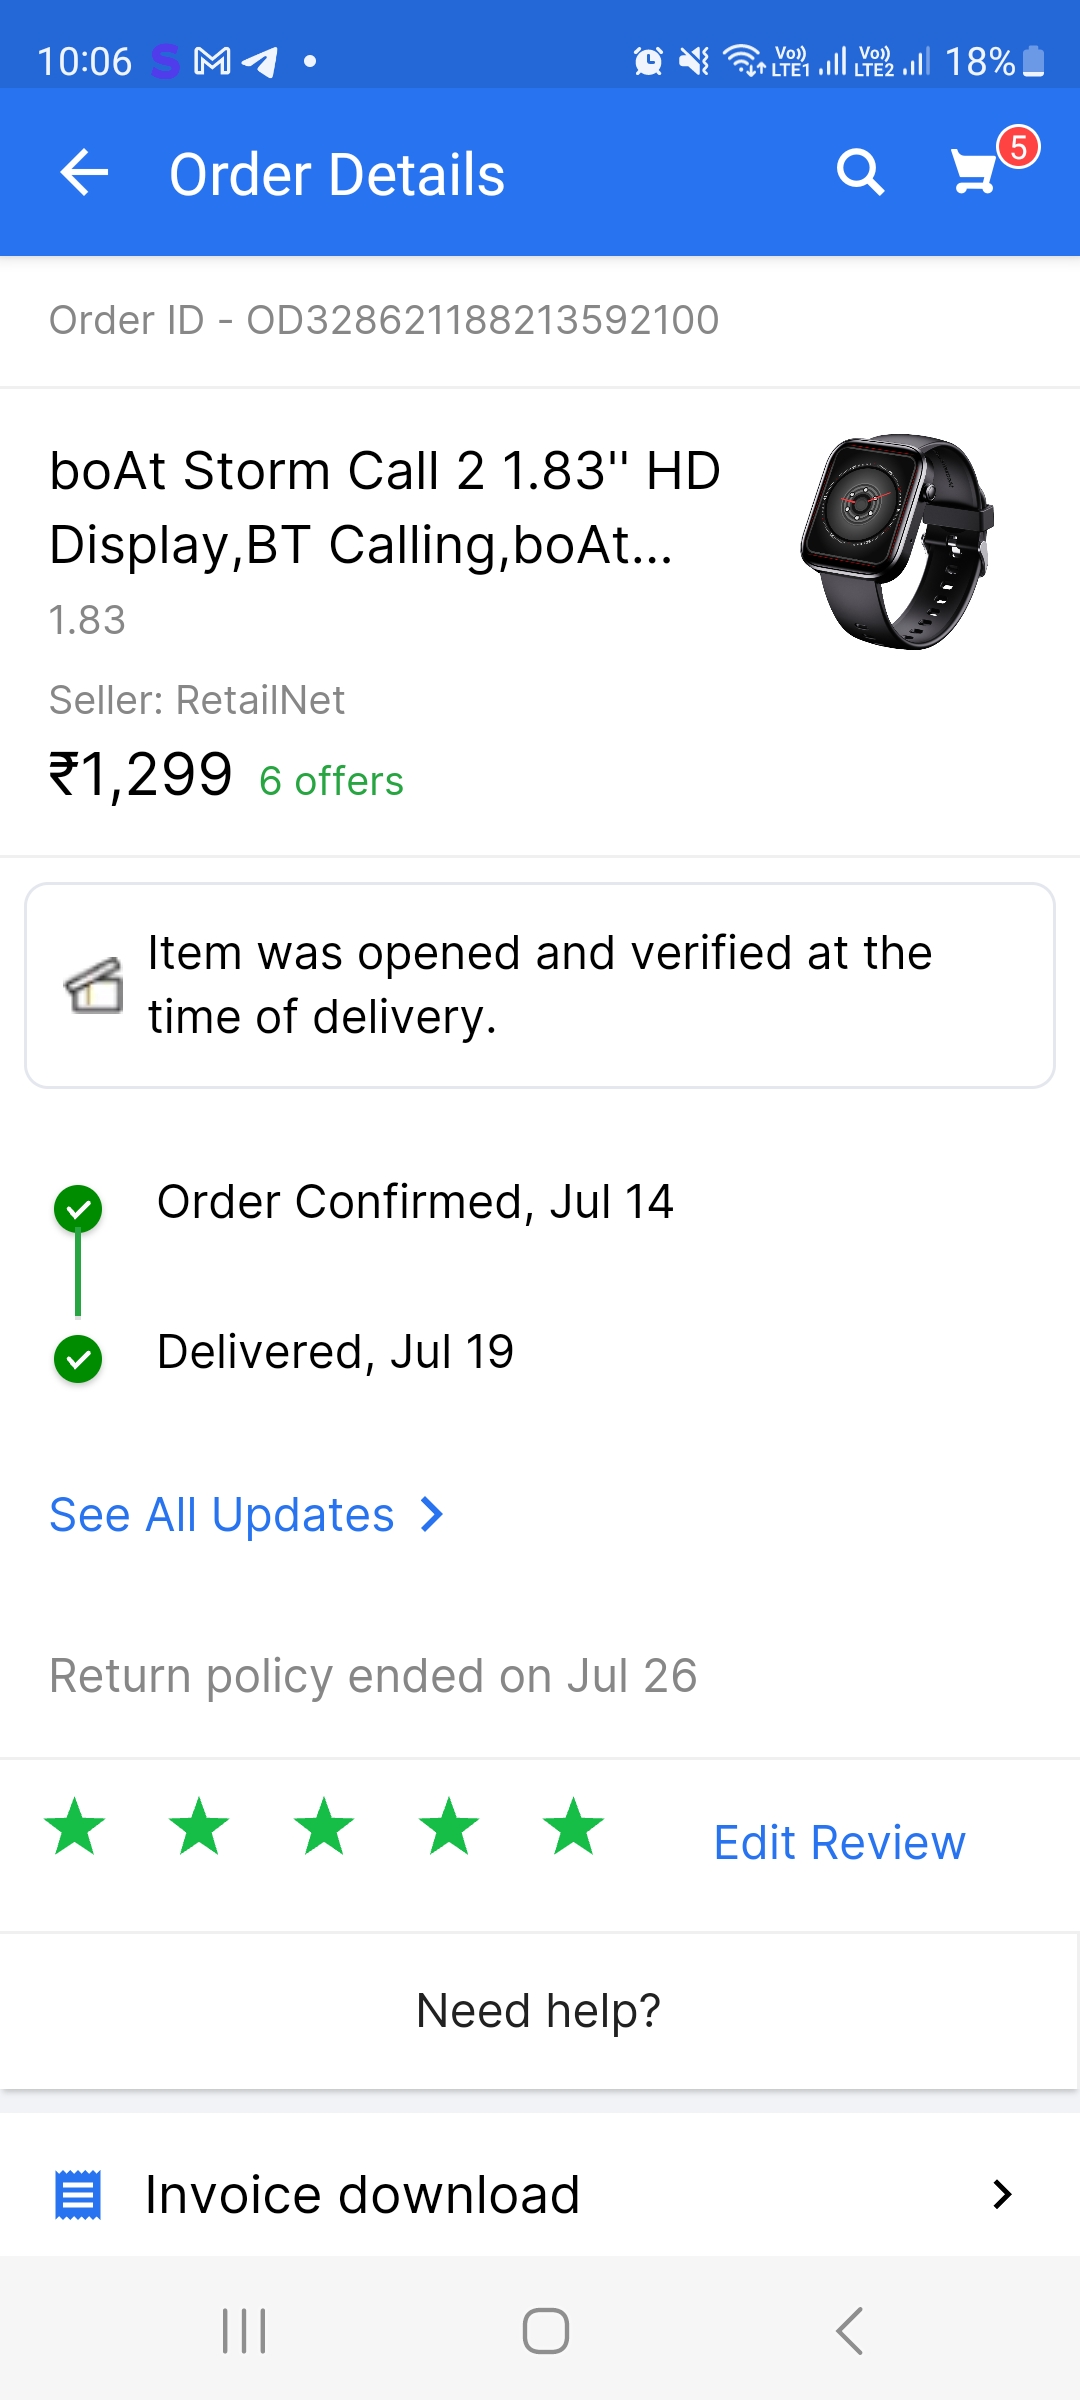 10:06 S M Vo)) LTE1 Vo)) LTE2 18%
Order Details 5
Order ID - OD328621188213592100
boAt Storm Call 2 1.83'' HD
Display,BT Calling,boAt...
1.83
Seller: RetailNet
₹1,299 6 offers
Item was opened and verified at the
time of delivery.
Order Confirmed, Jul 14
Delivered, Jul 19
See All Updates
Return policy ended on Jul 26
Edit Review
Need help?
Invoice download